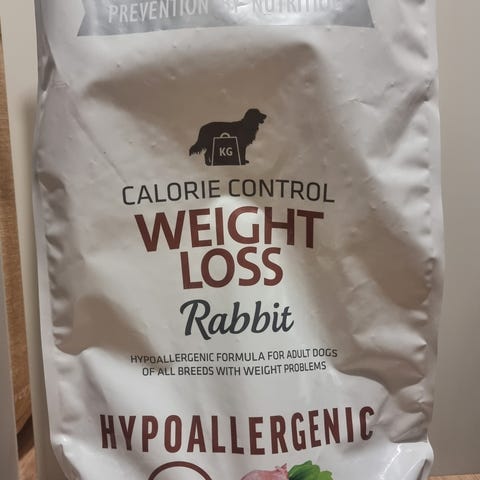 PREVENTION + NUTRITION
KG
CALORIE CONTROL
WEIGHT
LOSS
Rabbit
HYPOALLERGENIC FORMULA FOR ADULT DOGS
OF ALL BREEDS WITH WEIGHT PROBLEMS
HYPOALLERGENIC